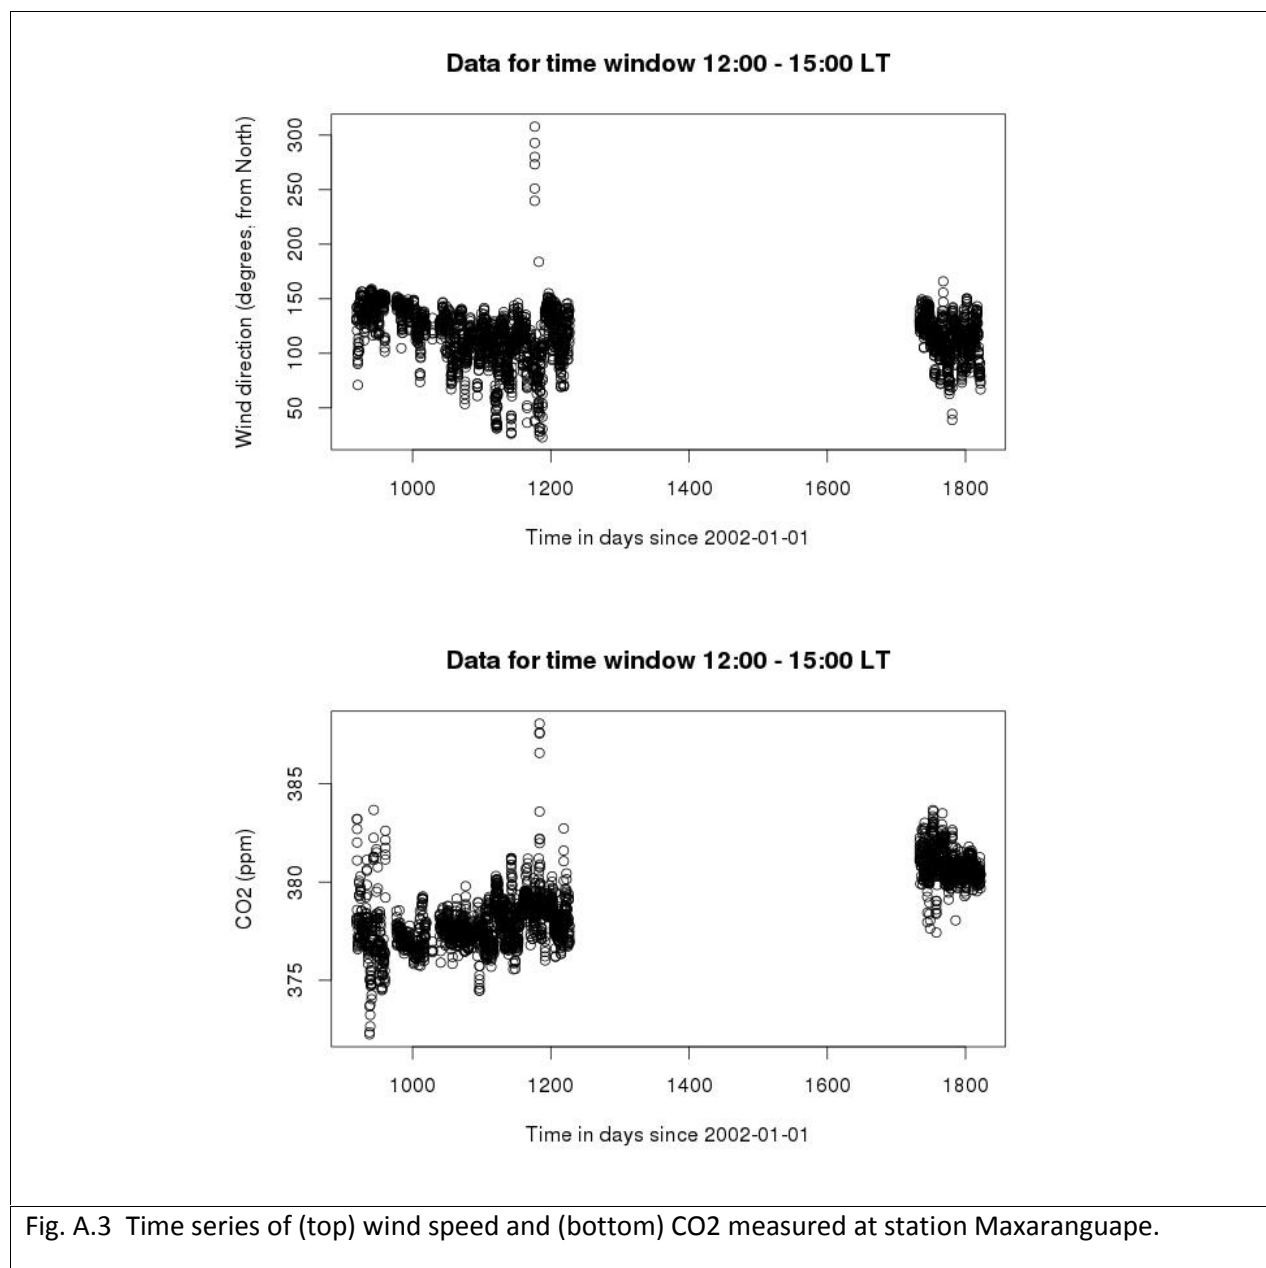 Data for time window 12:00 - 15:00 LT
Wind direction (degrees, from North)
300
250
200
150
100
50
1000 1200 1400 1600 1800
Time in days since 2002-01-01
Data for time window 12:00 - 15:00 LT
CO2 (ppm)
385
380
375
1000 1200 1400 1600 1800
Time in days since 2002-01-01
Fig. A.3 Time series of (top) wind speed and (bottom) CO2 measured at station Maxaranguape.